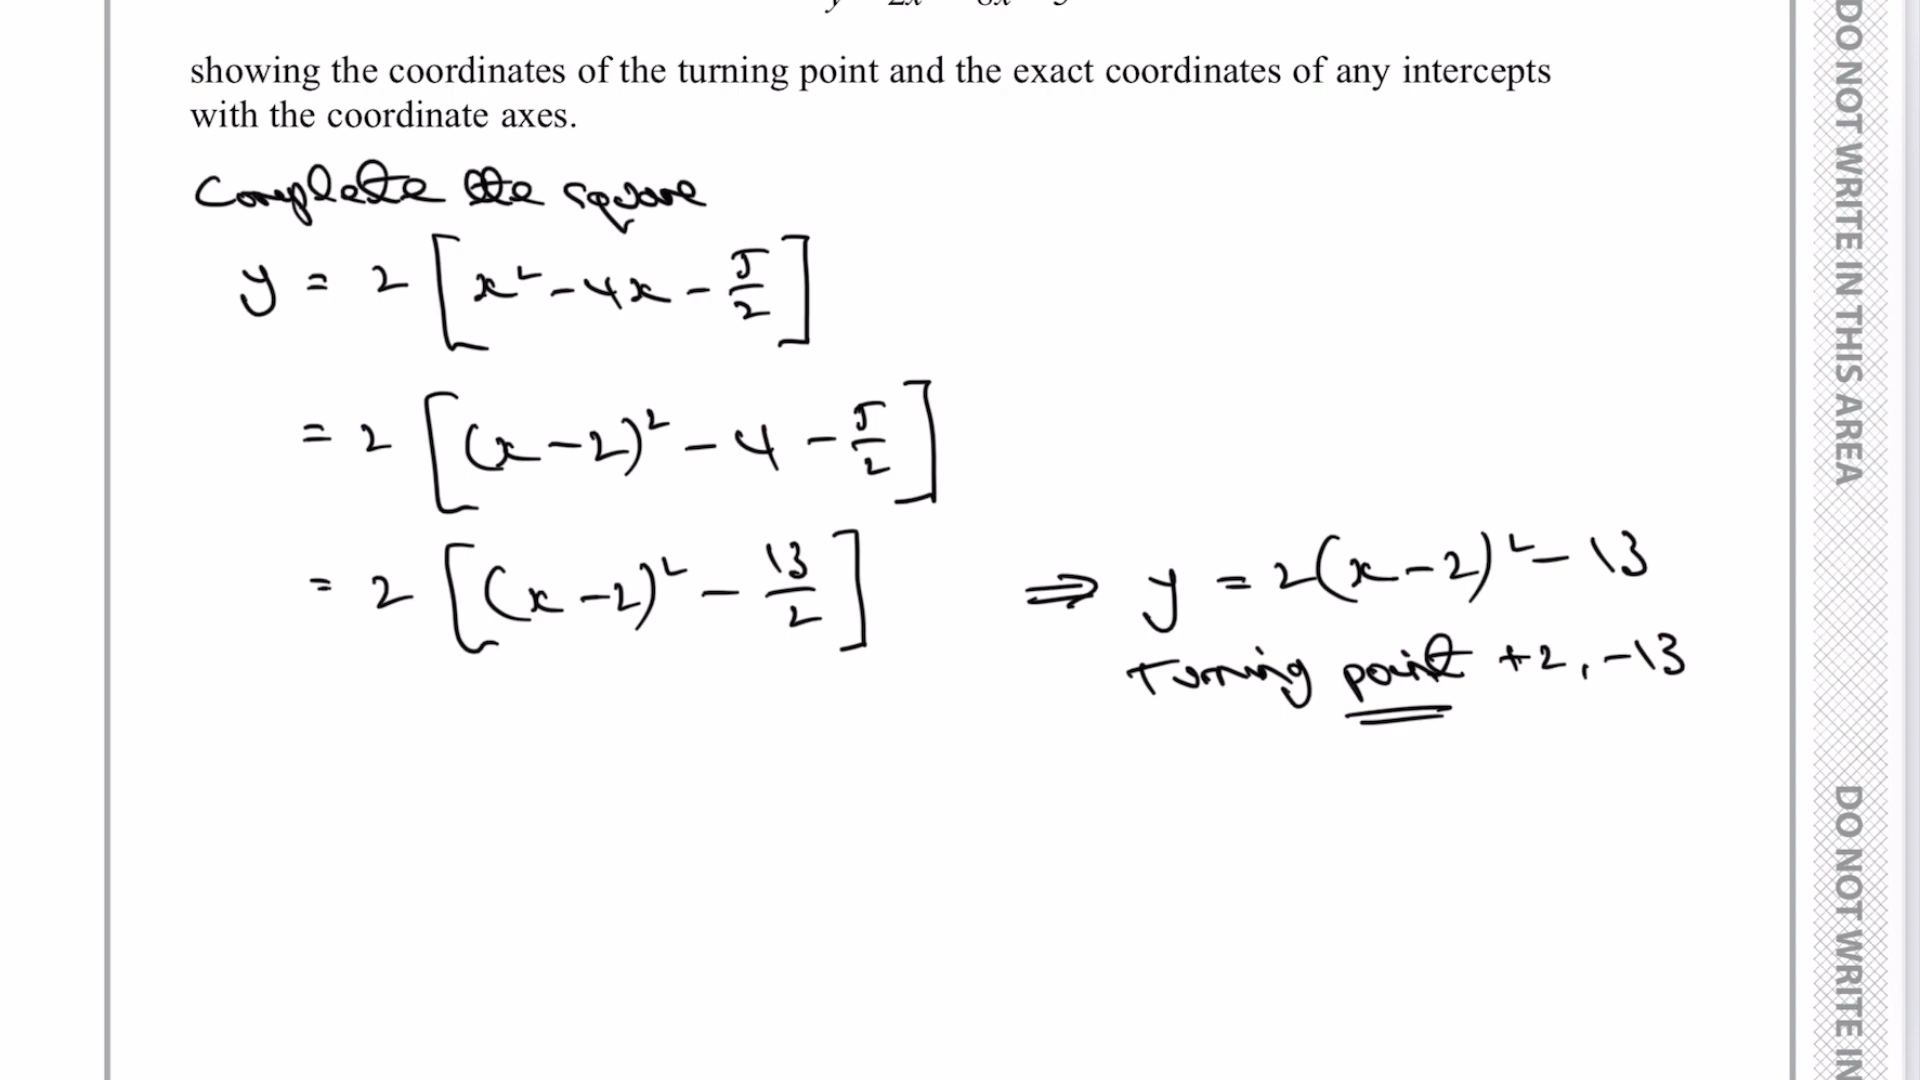 showing the coordinates of the turning point and the exact coordinates of any intercepts
with the coordinate axes.
Complete the square
y = 2 [x² - 4x - 5/2]
= 2 [(x - 2)² - 4 - 5/2]
= 2 [(x - 2)² - 13/2] ⇒ y = 2(x - 2)² - 13
Turning point +2, -13
DO NOT WRITE IN THIS AREA
DO NOT WRITE IN